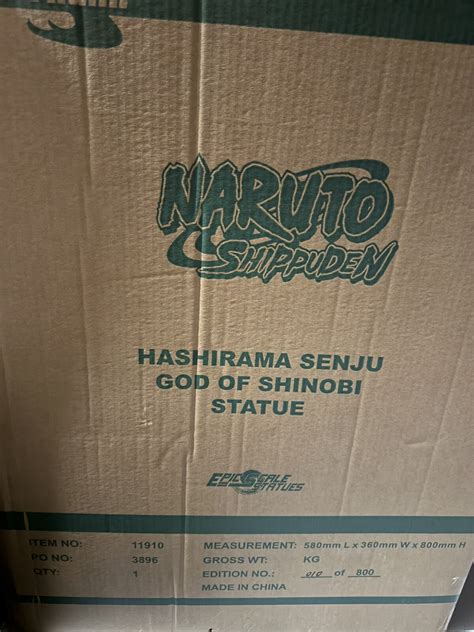 NARUTO
SHIPPUDEN
HASHIRAMA SENJU
GOD OF SHINOBI
STATUE
EPIC SCALE
STATUES
ITEM NO: 11910 MEASUREMENT: 580mm L x 360mm W x 800mm H
PO NO: 3896 GROSS WT: KG
QTY: 1 EDITION NO.: 010 of 800
MADE IN CHINA